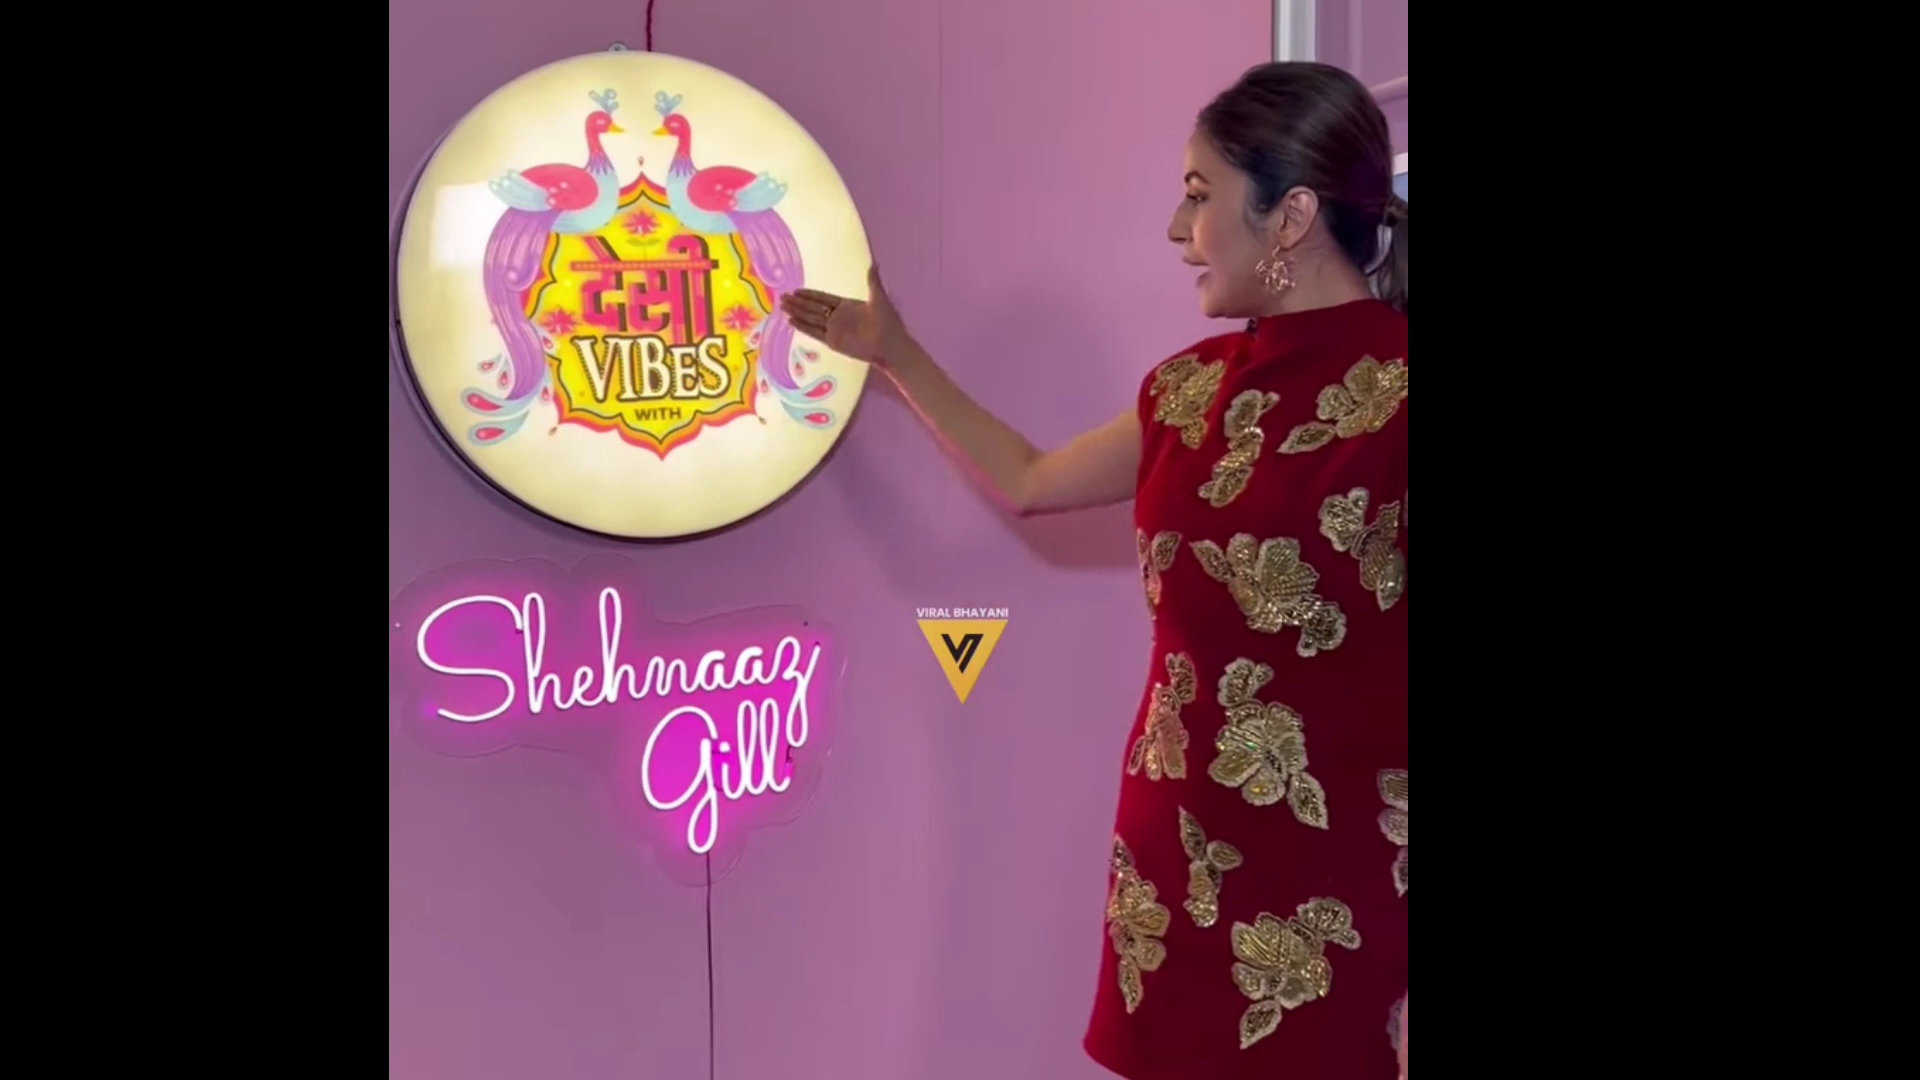 देसी
VIBES
WITH
Shehnaaz
Gill
VIRAL BHAYANI